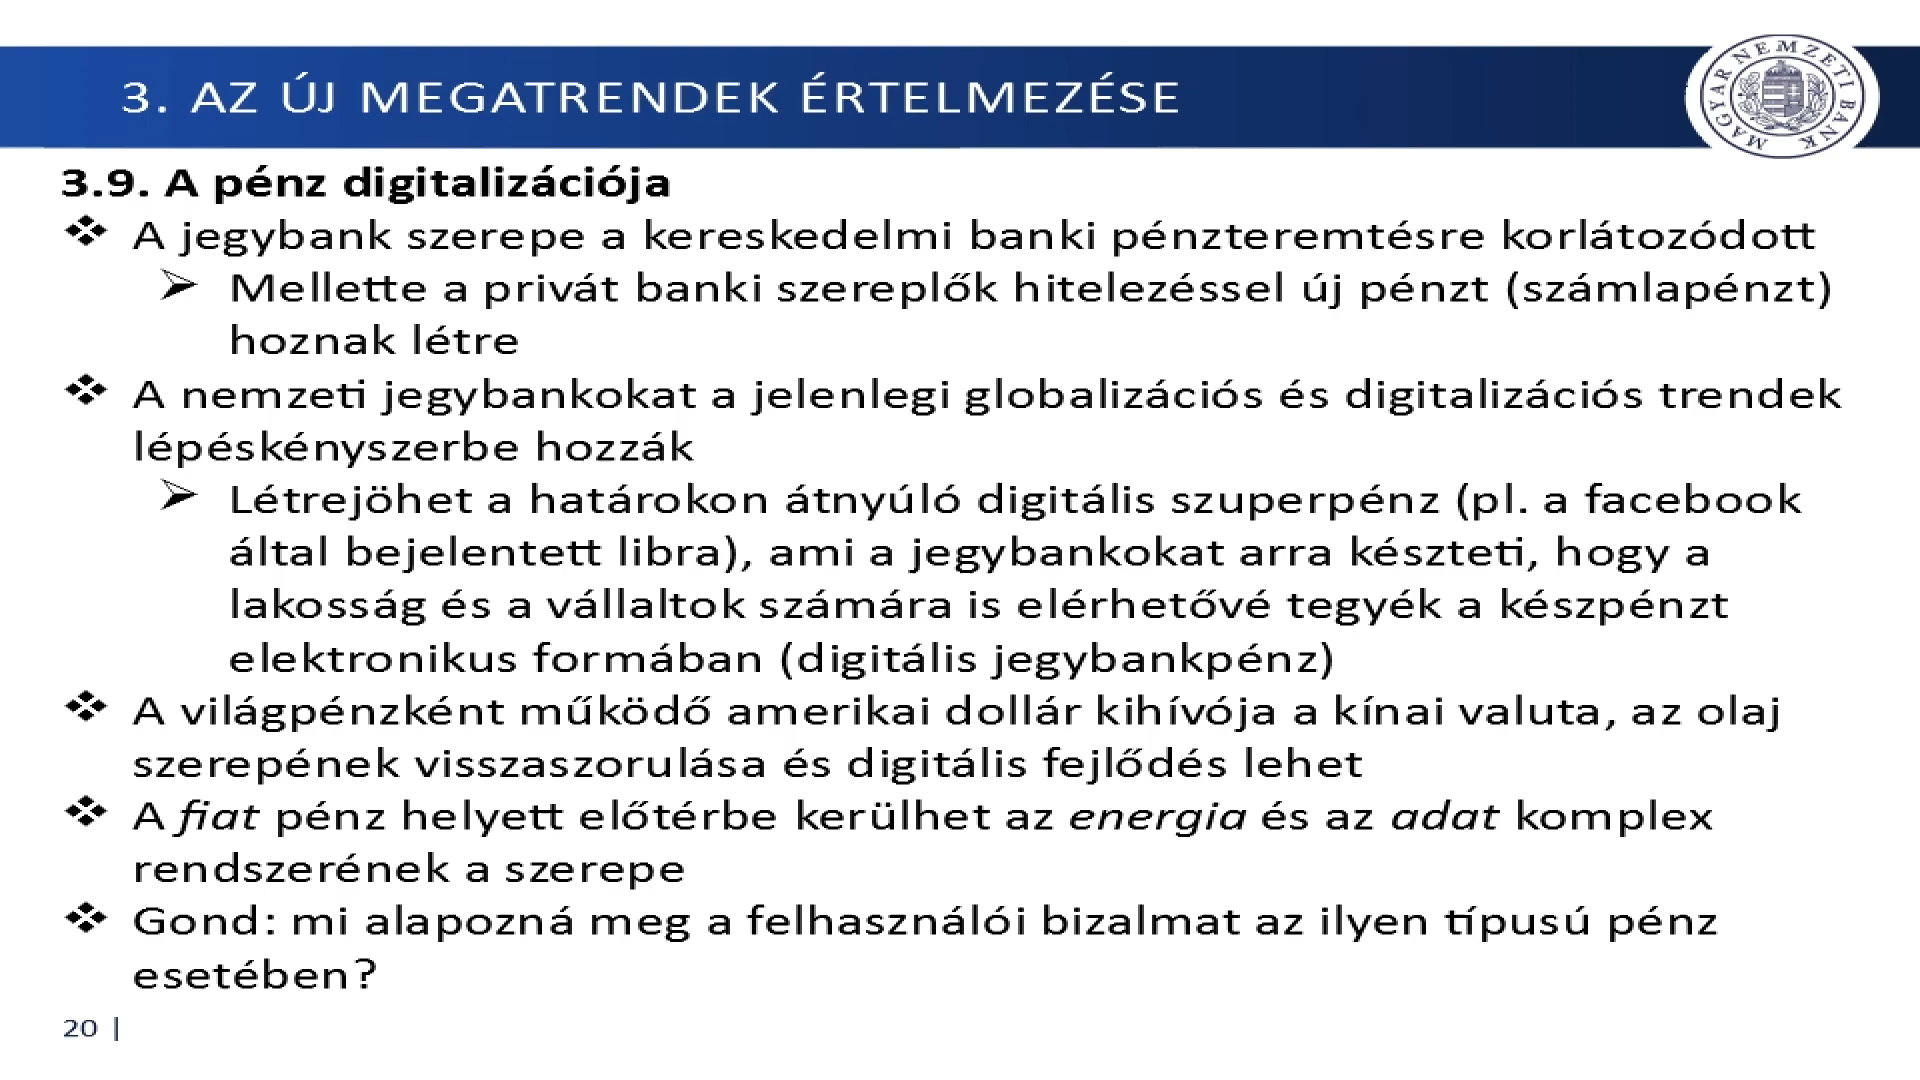 3. AZ ÚJ MEGATRENDEK ÉRTELMEZÉSE
MAGYAR NEMZETI BANK
3.9. A pénz digitalizációja
❖ A jegybank szerepe a kereskedelmi banki pénzteremtésre korlátozódott
➢ Mellette a privát banki szereplők hitelezéssel új pénzt (számlapénzt)
hoznak létre
❖ A nemzeti jegybankokat a jelenlegi globalizációs és digitalizációs trendek
lépéskényszerbe hozzák
➢ Létrejöhet a határokon átnyúló digitális szuperpénz (pl. a facebook
által bejelentett libra), ami a jegybankokat arra készteti, hogy a
lakosság és a vállaltok számára is elérhetővé tegyék a készpénzt
elektronikus formában (digitális jegybankpénz)
❖ A világpénzként működő amerikai dollár kihívója a kínai valuta, az olaj
szerepének visszaszorulása és digitális fejlődés lehet
❖ A fiat pénz helyett előtérbe kerülhet az energia és az adat komplex
rendszerének a szerepe
❖ Gond: mi alapozná meg a felhasználói bizalmat az ilyen típusú pénz
esetében?
20 |